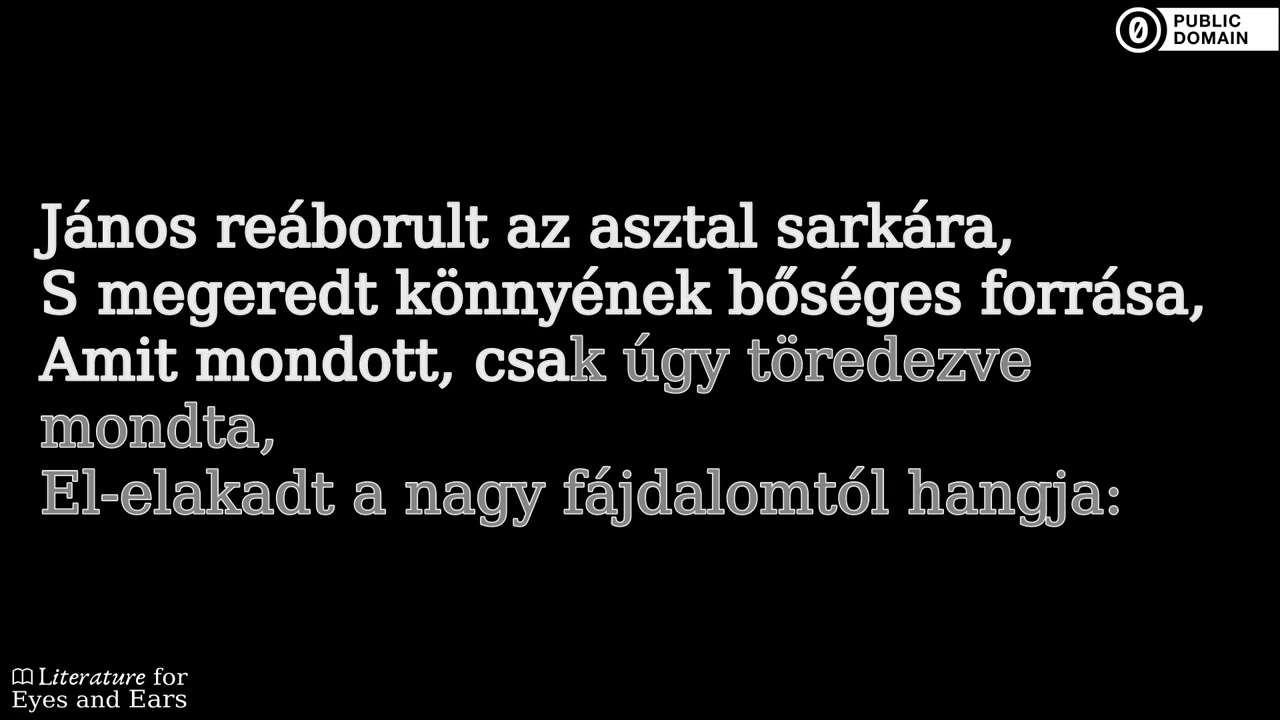 PUBLIC
DOMAIN
János reáborult az asztal sarkára,
S megeredt könnyének bőséges forrása,
Amit mondott, csak úgy töredezve
mondta,
El-elakadt a nagy fájdalomtól hangja:
Literature for
Eyes and Ears